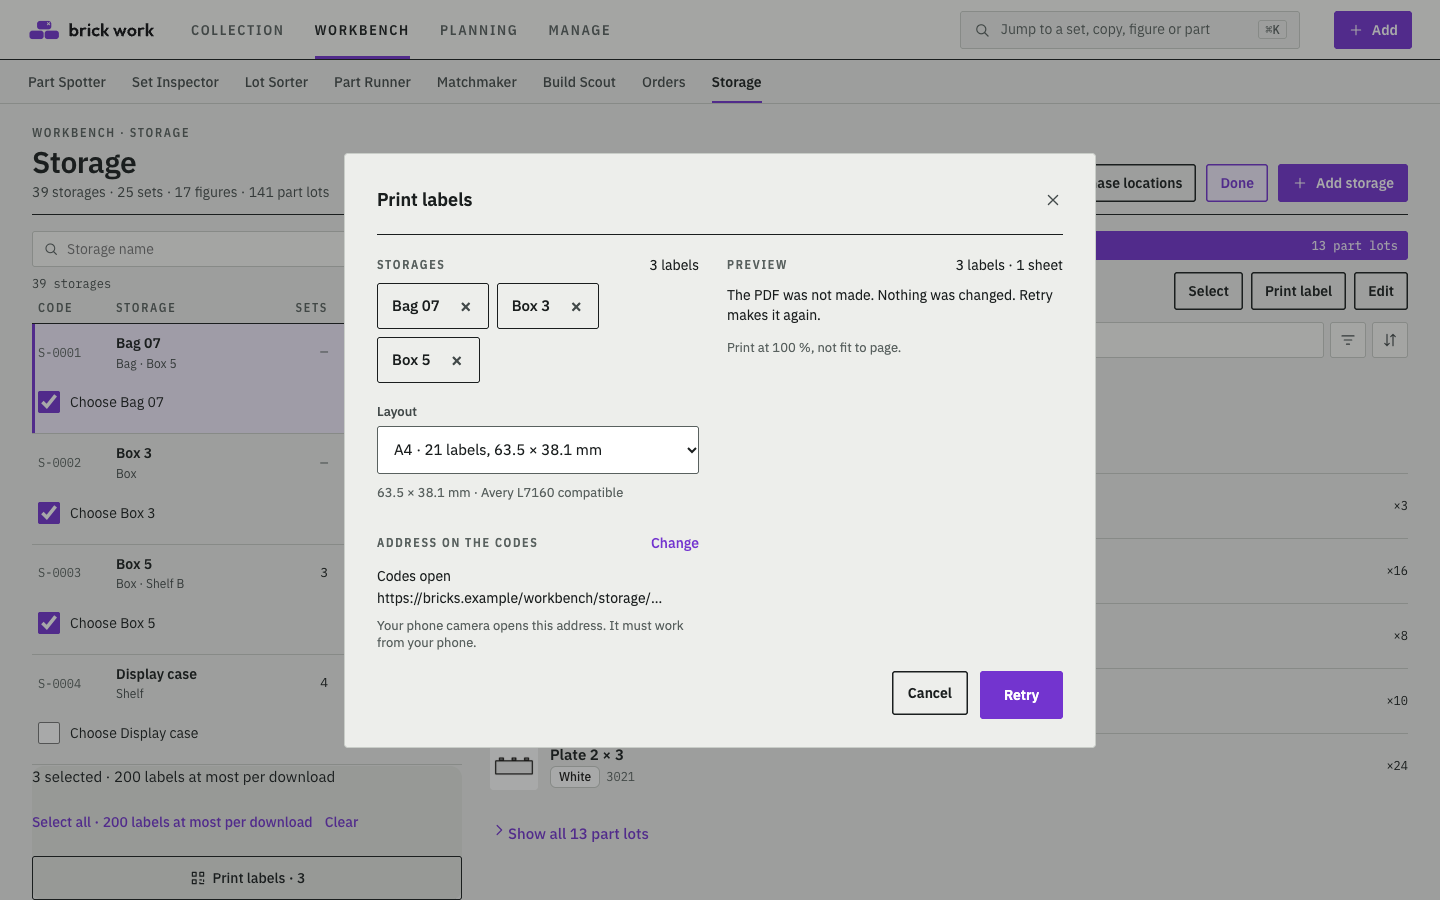 brick work
COLLECTION
WORKBENCH
PLANNING
MANAGE
Jump to a set, copy, figure or part
⌘K
+ Add
Part Spotter
Set Inspector
Lot Sorter
Part Runner
Matchmaker
Build Scout
Orders
Storage
WORKBENCH · STORAGE
Storage
39 storages · 25 sets · 17 figures · 141 part lots
locations
Done
+ Add storage
Storage name
39 storages
CODE
STORAGE
SETS
S-0001
Bag 07
Bag · Box 5
—
Choose Bag 07
S-0002
Box 3
Box
—
Choose Box 3
S-0003
Box 5
Box · Shelf B
3
Choose Box 5
S-0004
Display case
Shelf
4
Choose Display case
3 selected · 200 labels at most per download
Select all · 200 labels at most per download
Clear
Print labels · 3
Print labels
STORAGES
3 labels
Bag 07 ×
Box 3 ×
Box 5 ×
Layout
A4 · 21 labels, 63.5 × 38.1 mm
63.5 × 38.1 mm · Avery L7160 compatible
ADDRESS ON THE CODES
Change
Codes open
https://bricks.example/workbench/storage/…
Your phone camera opens this address. It must work
from your phone.
PREVIEW
3 labels · 1 sheet
The PDF was not made. Nothing was changed. Retry
makes it again.
Print at 100 %, not fit to page.
Cancel
Retry
13 part lots
Select
Print label
Edit
×3
×16
×8
×10
Plate 2 × 3
White
3021
×24
Show all 13 part lots